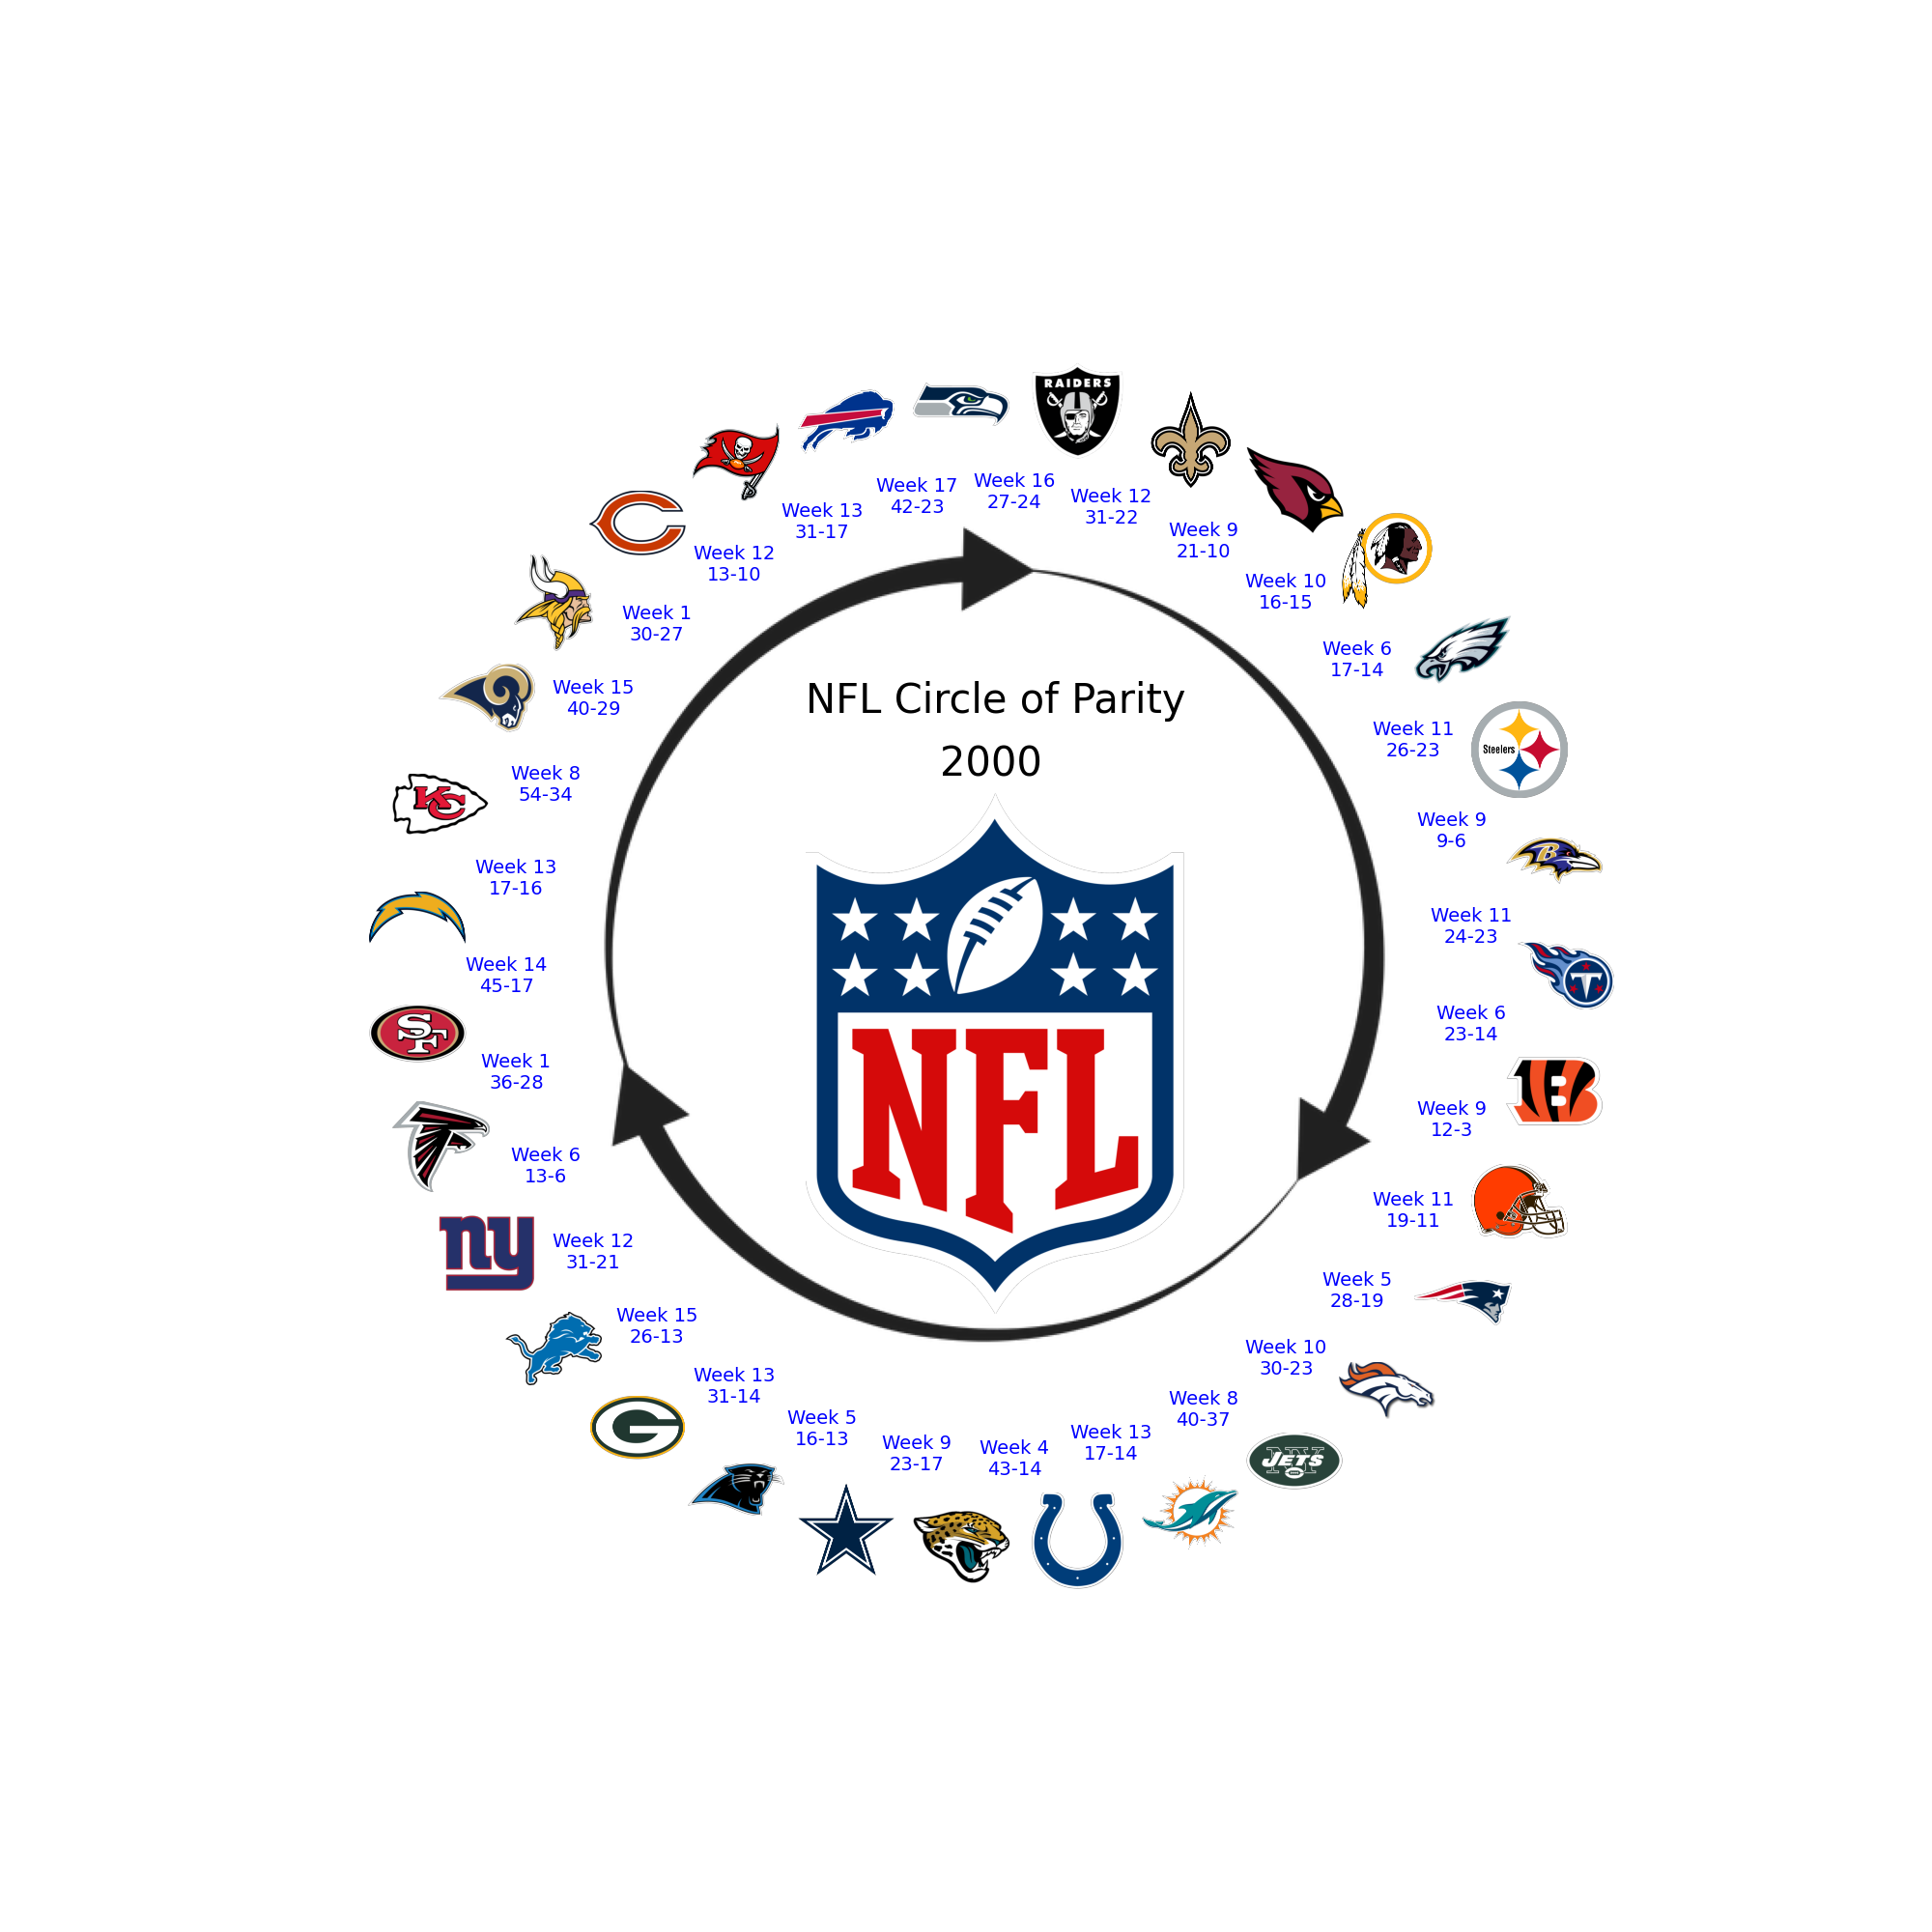 NFL Circle of Parity
2000
NFL
RAIDERS
Week 16
27-24
Week 12
31-22
Week 9
21-10
Week 10
16-15
Week 6
17-14
Week 11
26-23
Steelers
Week 9
9-6
B
Week 11
24-23
T
Week 6
23-14
B
Week 9
12-3
Week 11
19-11
Week 5
28-19
Week 10
30-23
Week 8
40-37
NY
JETS
Week 13
17-14
Week 4
43-14
Week 9
23-17
Week 5
16-13
Week 13
31-14
G
Week 15
26-13
Week 12
31-21
ny
Week 6
13-6
Week 1
36-28
SF
Week 14
45-17
Week 13
17-16
KC
Week 8
54-34
Week 15
40-29
Week 1
30-27
C
Week 12
13-10
Week 13
31-17
Week 17
42-23